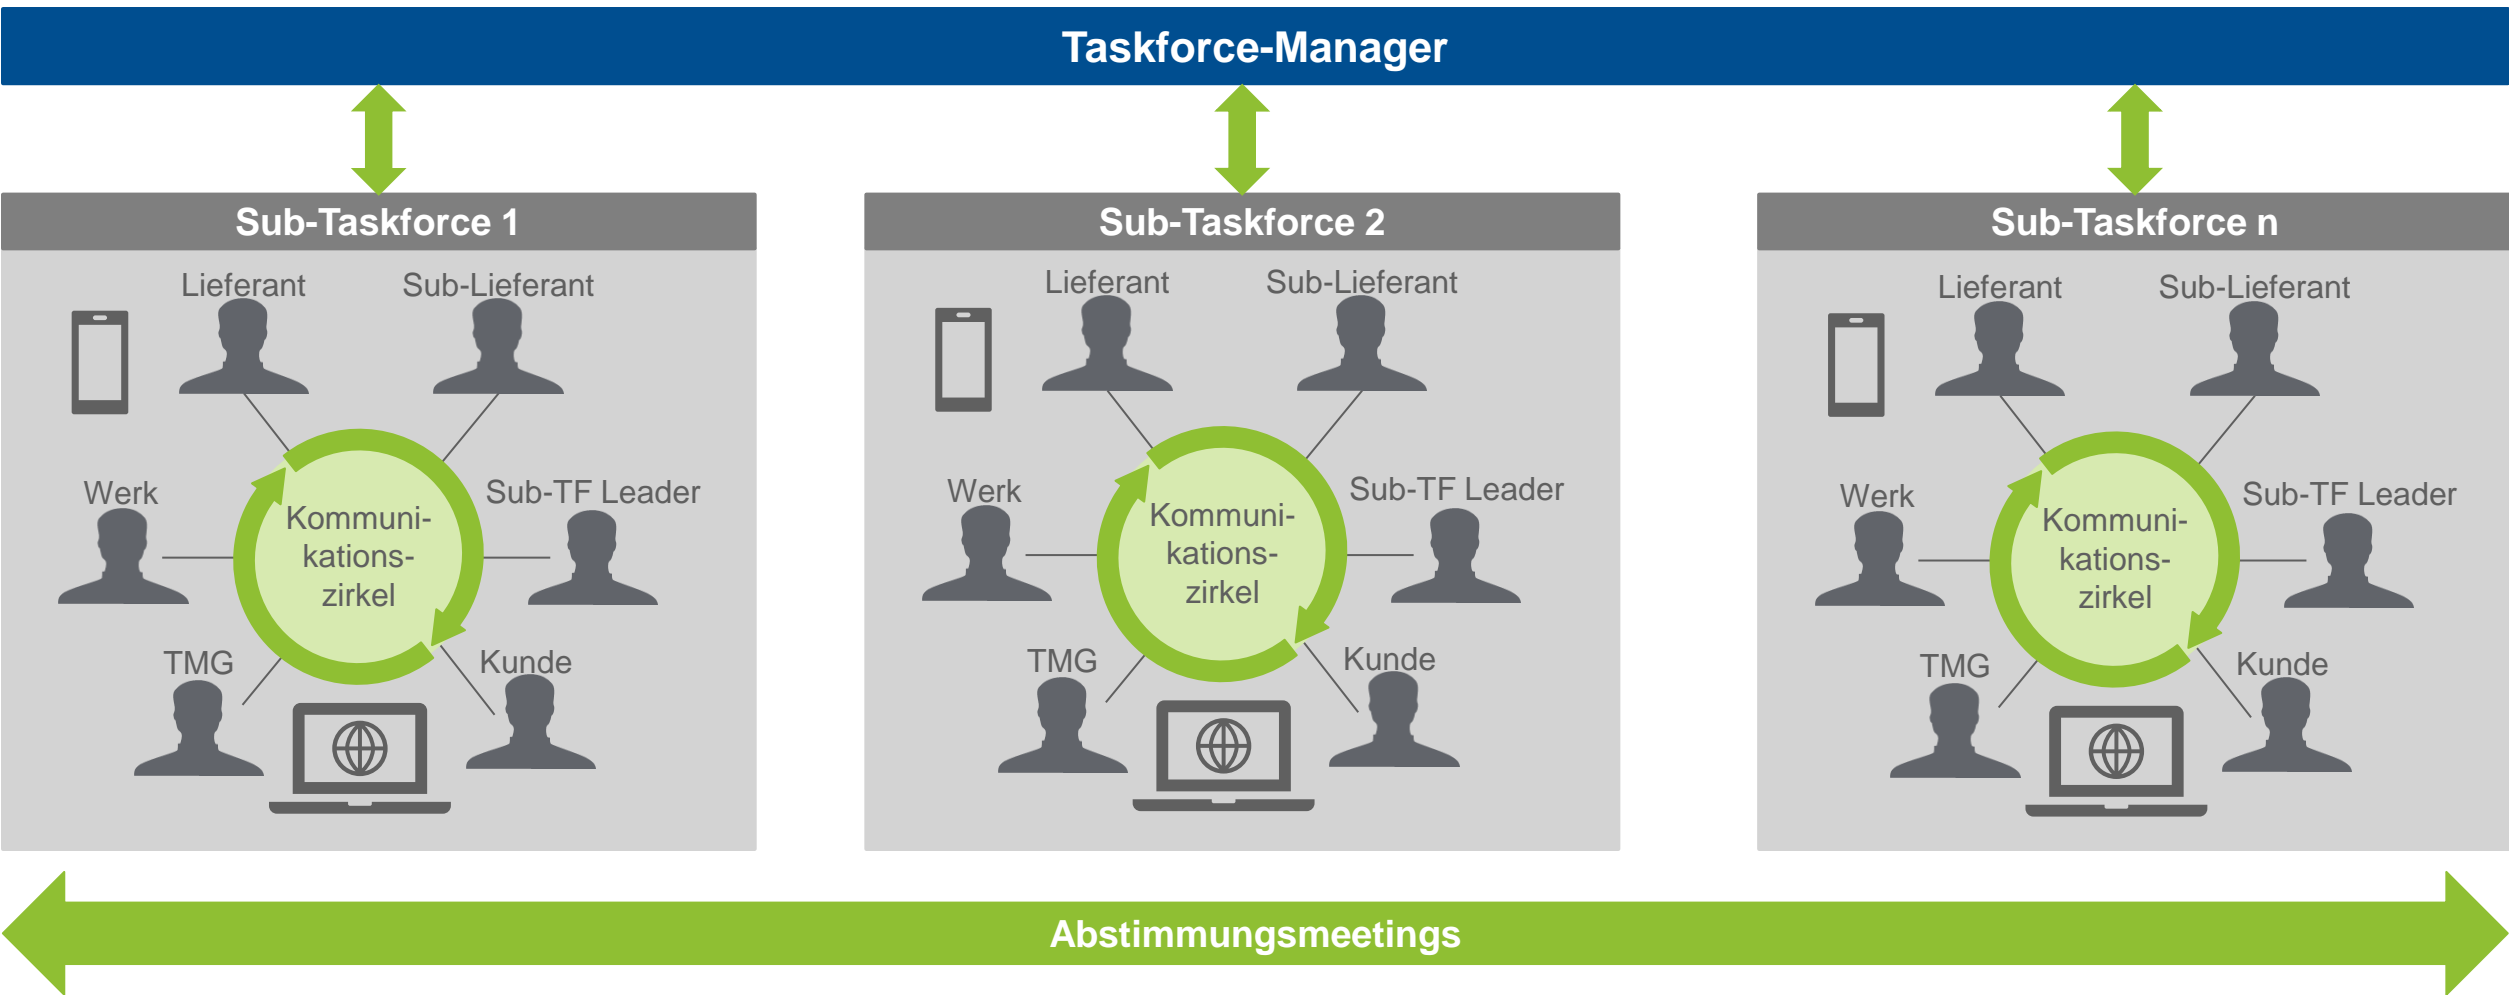 Taskforce-Manager
Sub-Taskforce 1
Lieferant
Sub-Lieferant
Werk
Sub-TF Leader
Kommuni-
kations-
zirkel
TMG
Kunde
Sub-Taskforce 2
Lieferant
Sub-Lieferant
Werk
Sub-TF Leader
Kommuni-
kations-
zirkel
TMG
Kunde
Sub-Taskforce n
Lieferant
Sub-Lieferant
Werk
Sub-TF Leader
Kommuni-
kations-
zirkel
TMG
Kunde
Abstimmungsmeetings